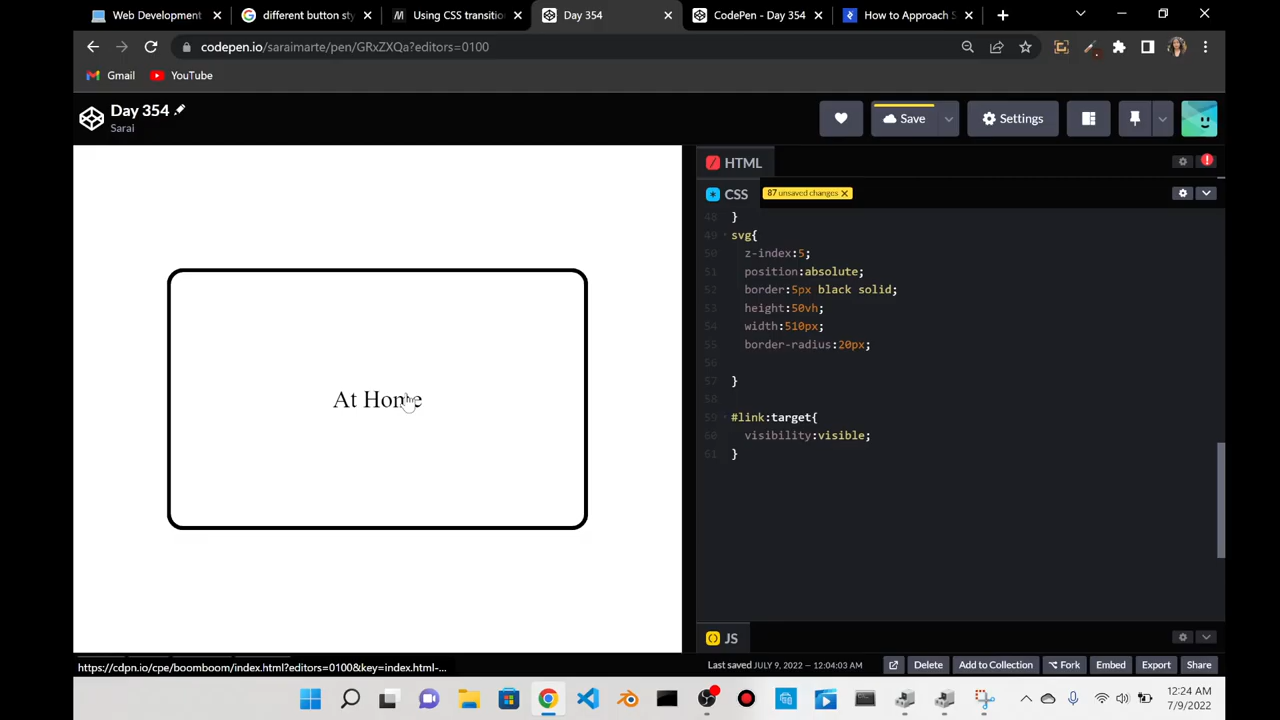 Web Development
different button sty
Using CSS transition
Day 354
CodePen - Day 354
How to Approach S
codepen.io/saraimarte/pen/GRxZXQa?editors=0100
Gmail
YouTube
Day 354
Sarai
Save
Settings
HTML
CSS
87 unsaved changes X
48 }
49 svg{
50 z-index:5;
51 position:absolute;
52 border:5px black solid;
53 height:50vh;
54 width:510px;
55 border-radius:20px;
56
57 }
58
59 #link:target{
60 visibility:visible;
61 }
At Home
JS
https://cdpn.io/cpe/boomboom/index.html?editors=0100&key=index.html-...
Last saved JULY 9, 2022 — 12:04:03 AM
Delete
Add to Collection
Fork
Embed
Export
Share
12:24 AM
7/9/2022